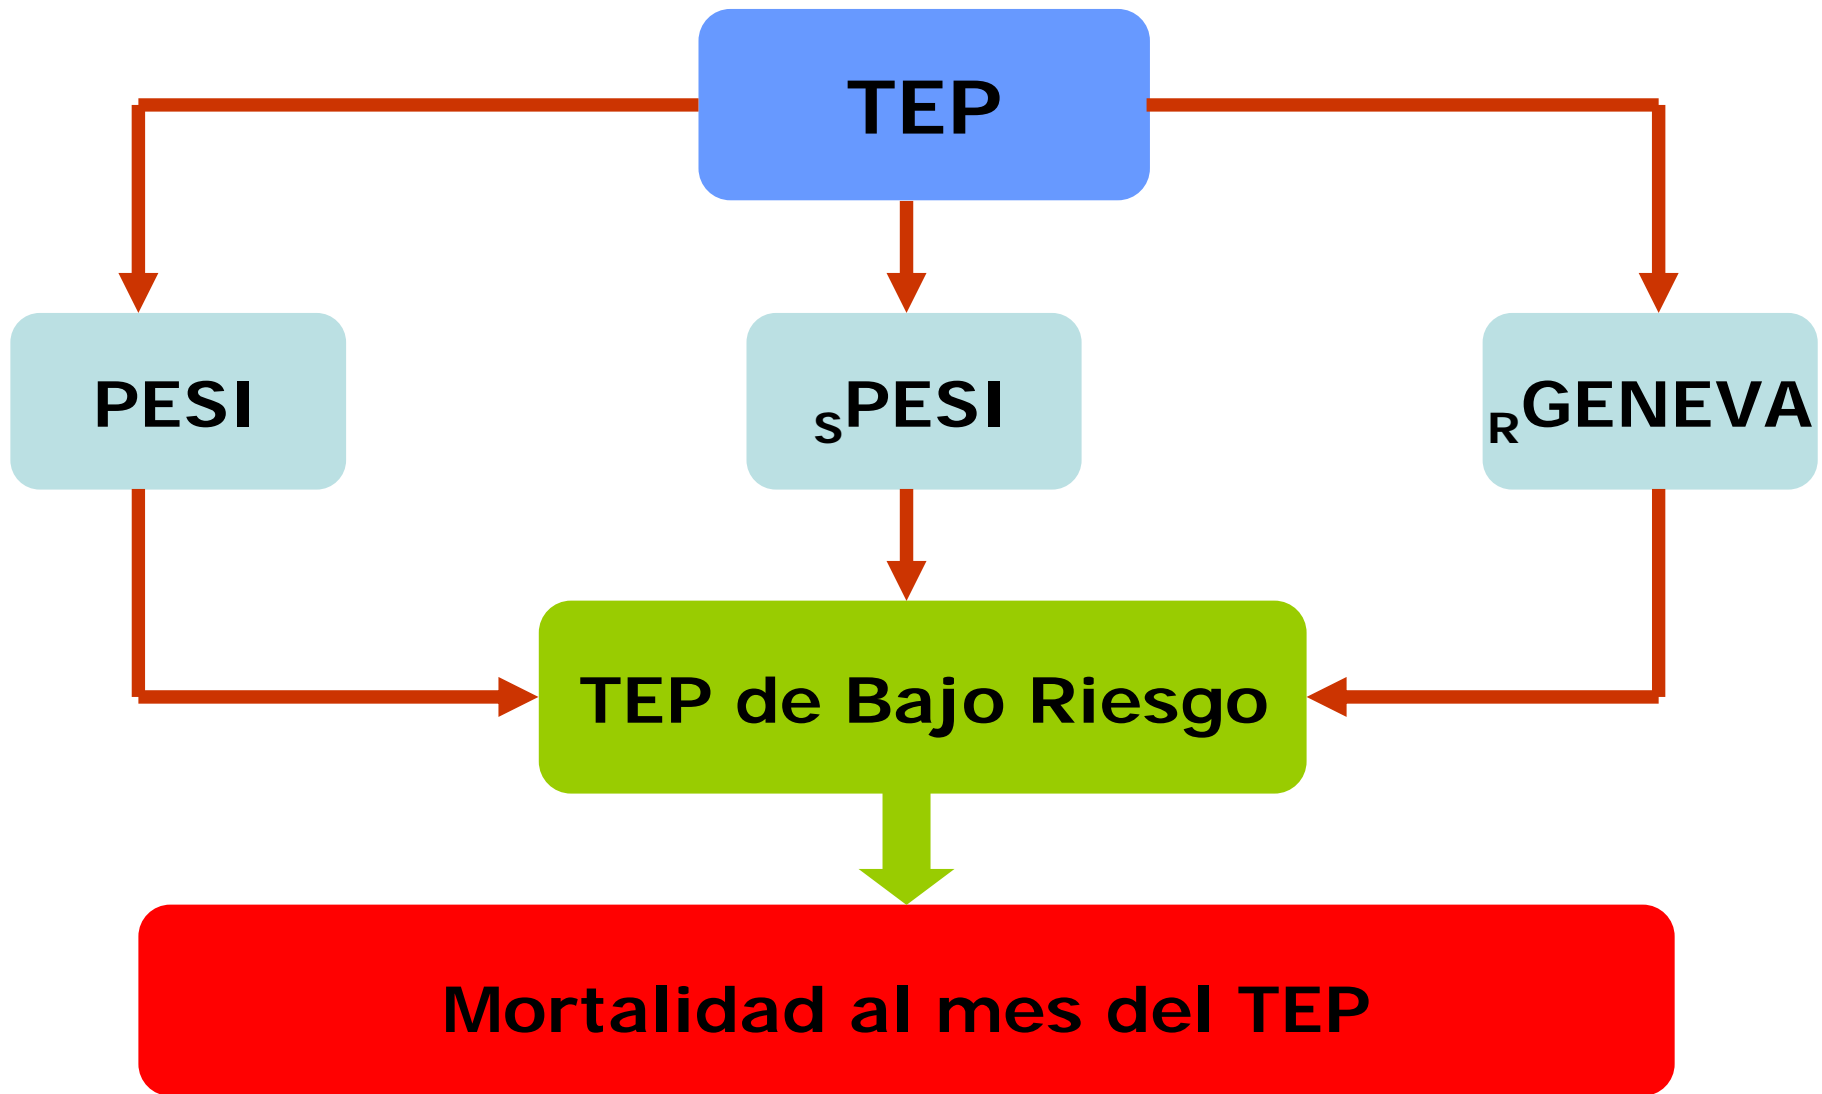 TEP
PESI
sPESI
RGENEVA
TEP de Bajo Riesgo
Mortalidad al mes del TEP